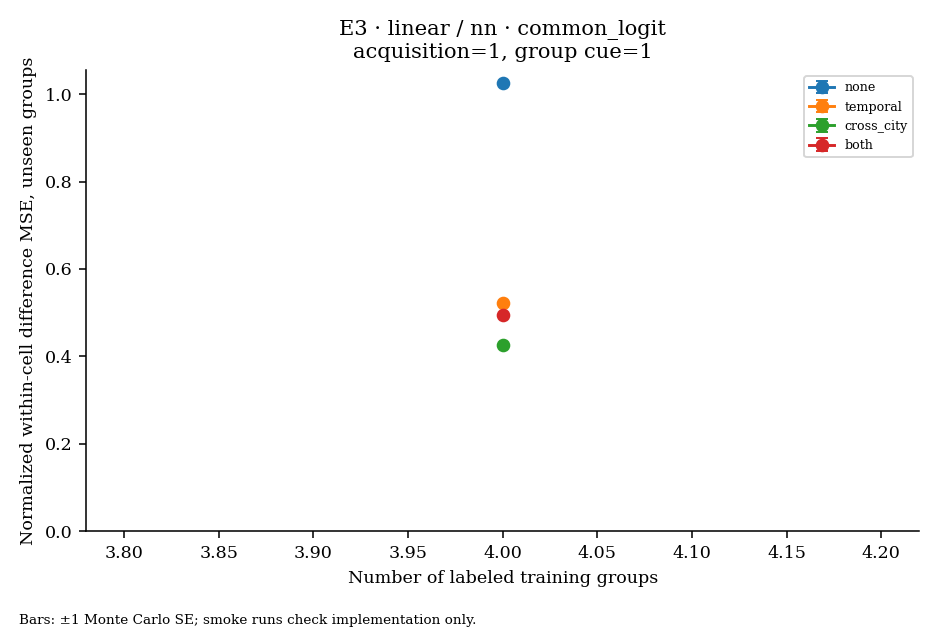 E3 · linear / nn · common_logit
acquisition=1, group cue=1
Normalized within-cell difference MSE, unseen groups
1.0
0.8
0.6
0.4
0.2
0.0
none
temporal
cross_city
both
3.80 3.85 3.90 3.95 4.00 4.05 4.10 4.15 4.20
Number of labeled training groups
Bars: ±1 Monte Carlo SE; smoke runs check implementation only.